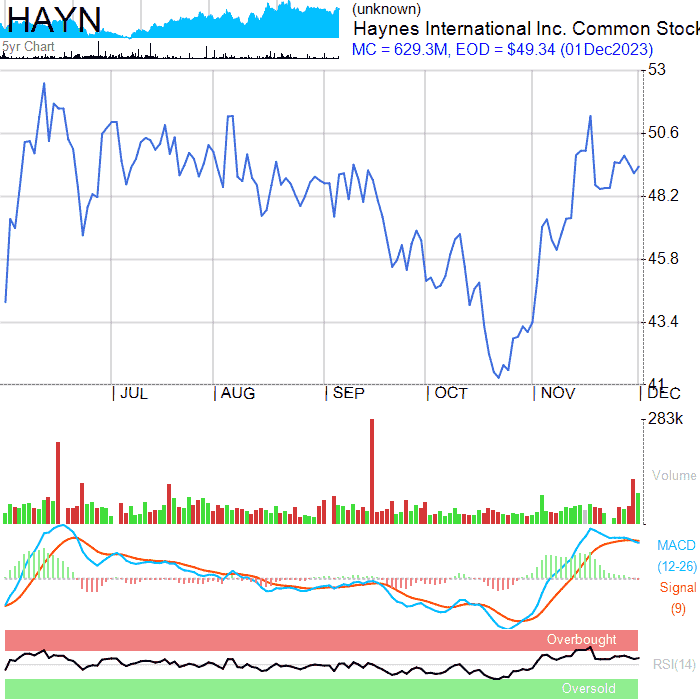 HAYN
5yr Chart
(unknown)
Haynes International Inc. Common Stock
MC = 629.3M, EOD = $49.34 (01Dec2023)
53
50.6
48.2
45.8
43.4
41
JUL AUG SEP OCT NOV DEC
283k
Volume
MACD
(12-26)
Signal
(9)
Overbought
RSI(14)
Oversold